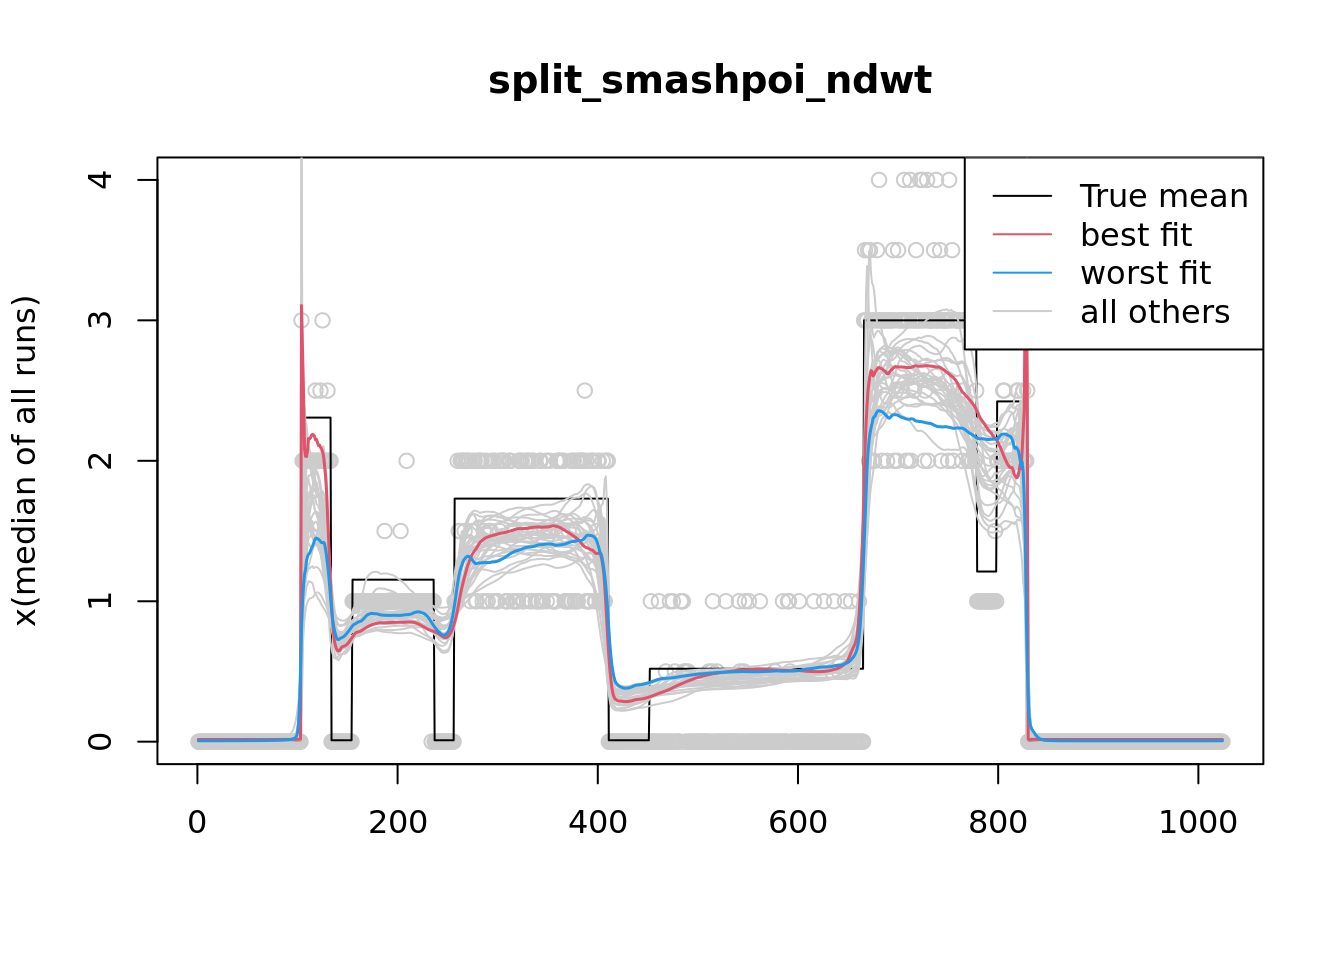 split_smashpoi_ndwt
x(median of all runs)
4
3
2
1
0
True mean
best fit
worst fit
all others
0 200 400 600 800 1000